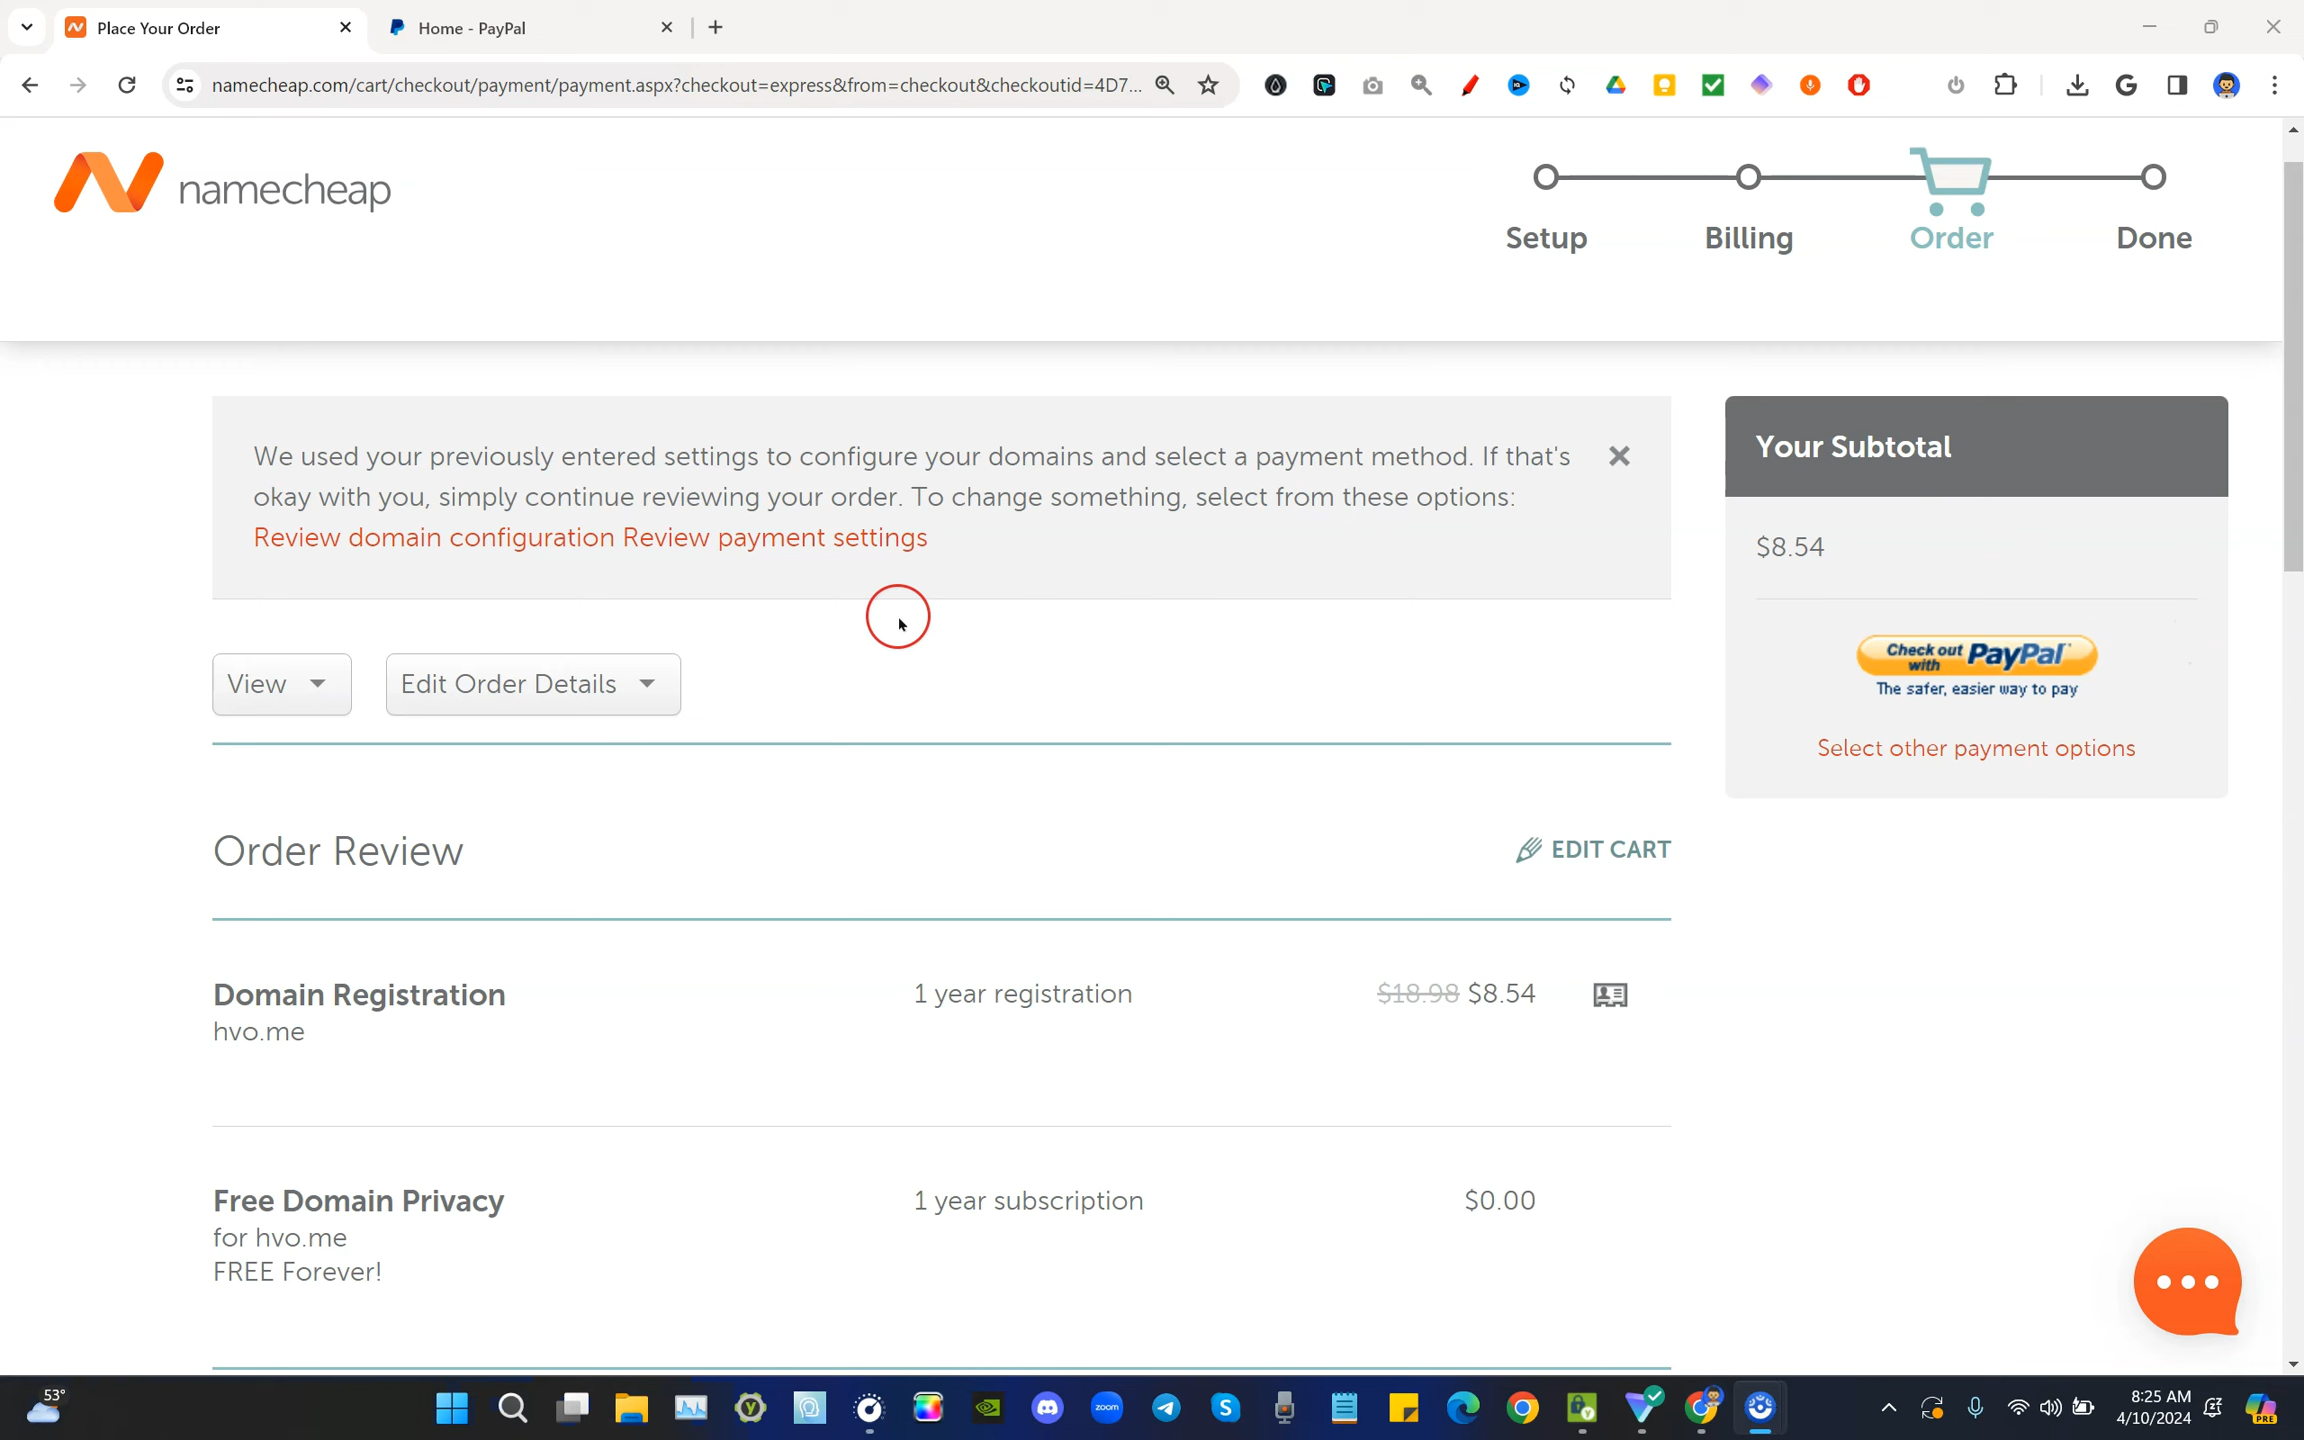 Place Your Order
Home - PayPal
namecheap.com/cart/checkout/payment/payment.aspx?checkout=express&from=checkout&checkoutid=4D7...
namecheap
Setup
Billing
Order
Done
We used your previously entered settings to configure your domains and select a payment method. If that's
okay with you, simply continue reviewing your order. To change something, select from these options:
Review domain configuration Review payment settings
Your Subtotal
$8.54
Check out with PayPal
The safer, easier way to pay
Select other payment options
View
Edit Order Details
Order Review
EDIT CART
Domain Registration
1 year registration
$18.98 $8.54
hvo.me
Free Domain Privacy
1 year subscription
$0.00
for hvo.me
FREE Forever!
53°
zoom
8:25 AM
4/10/2024
PRE